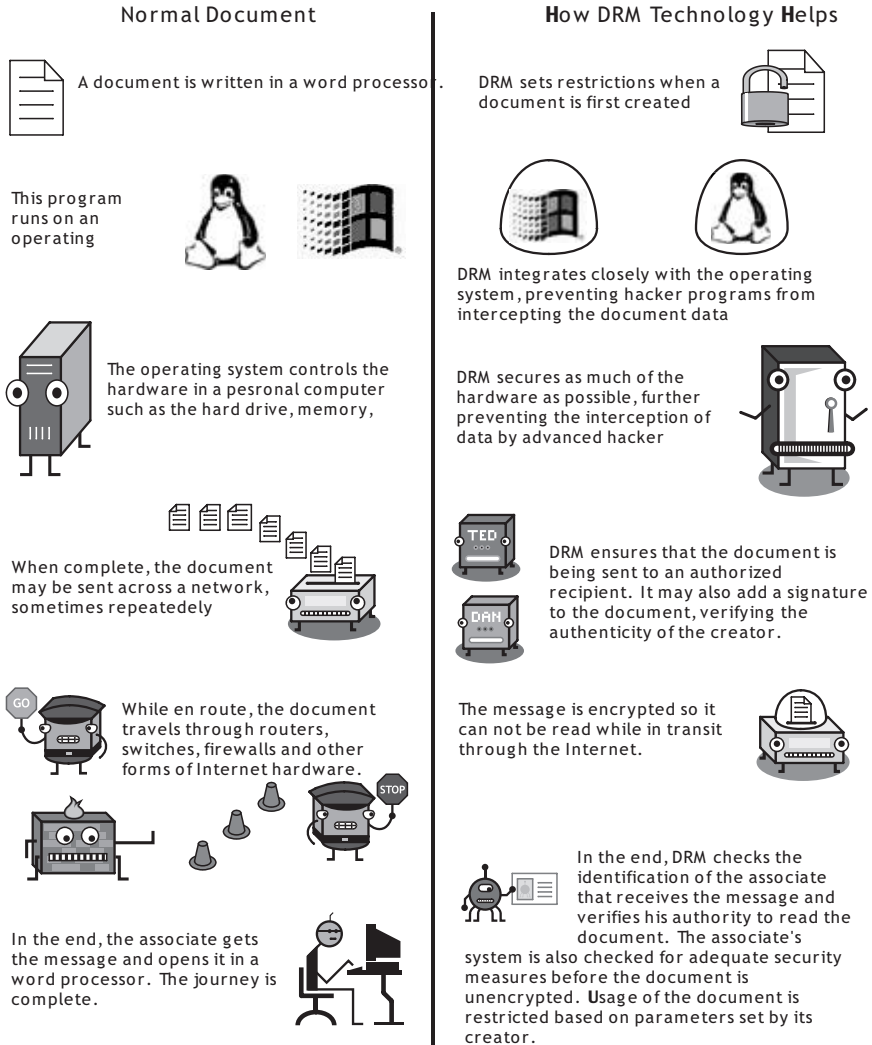 Normal Document
A document is written in a word processor.
This program
runs on an
operating
The operating system controls the
hardware in a pesronal computer
such as the hard drive, memory,
When complete, the document
may be sent across a network,
sometimes repeatedely
GO
While en route, the document
travels through routers,
switches, firewalls and other
forms of Internet hardware.
STOP
In the end, the associate gets
the message and opens it in a
word processor. The journey is
complete.
How DRM Technology Helps
DRM sets restrictions when a
document is first created
DRM integrates closely with the operating
system, preventing hacker programs from
intercepting the document data
DRM secures as much of the
hardware as possible, further
preventing the interception of
data by advanced hacker
TED
DAN
DRM ensures that the document is
being sent to an authorized
recipient. It may also add a signature
to the document, verifying the
authenticity of the creator.
The message is encrypted so it
can not be read while in transit
through the Internet.
In the end, DRM checks the
identification of the associate
that receives the message and
verifies his authority to read the
document. The associate's
system is also checked for adequate security
measures before the document is
unencrypted. Usage of the document is
restricted based on parameters set by its
creator.